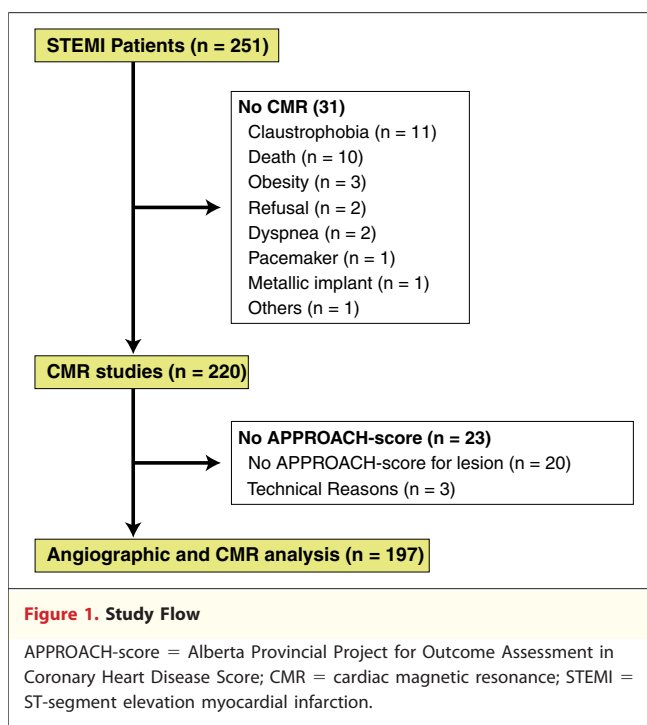 STEMI Patients (n = 251)
No CMR (31)
Claustrophobia (n = 11)
Death (n = 10)
Obesity (n = 3)
Refusal (n = 2)
Dyspnea (n = 2)
Pacemaker (n = 1)
Metallic implant (n = 1)
Others (n = 1)
CMR studies (n = 220)
No APPROACH-score (n = 23)
No APPROACH-score for lesion (n = 20)
Technical Reasons (n = 3)
Angiographic and CMR analysis (n = 197)
Figure 1. Study Flow
APPROACH-score = Alberta Provincial Project for Outcome Assessment in
Coronary Heart Disease Score; CMR = cardiac magnetic resonance; STEMI =
ST-segment elevation myocardial infarction.